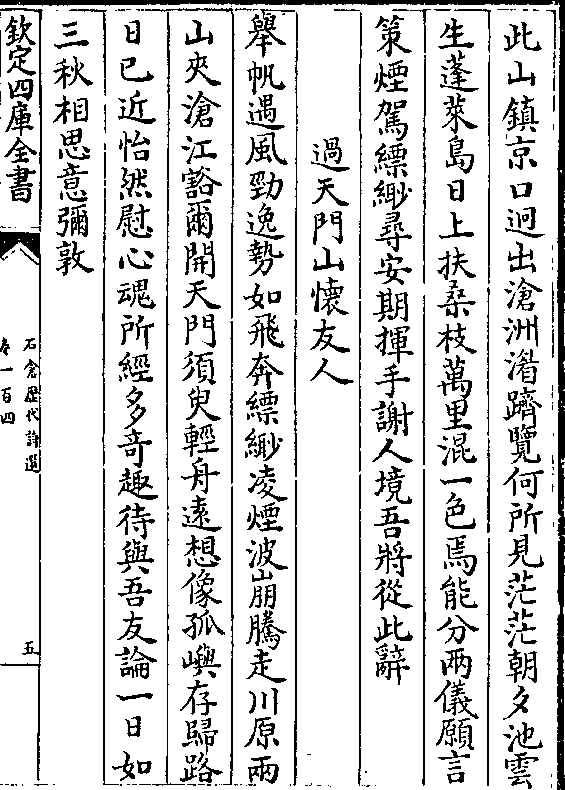 此山鎮京口迥出滄洲湄躋覽何所見茫茫朝夕池雲
生蓬萊島日上扶桑枝萬里混一色焉能分兩儀願言
策煙駕縹緲尋安期揮手謝人境吾將從此辭
過天門山懷友人
舉帆遇風勁逸勢如飛奔縹緲凌煙波崩騰走川原兩
山夾滄江豁爾開天門須臾輕舟遠想像孤嶼存歸路
日已近怡然慰心魂所經多奇趣待與吾友論一日如
三秋相思意彌敦
欽定四庫全書
石倉歷代詩選
卷一百四
五